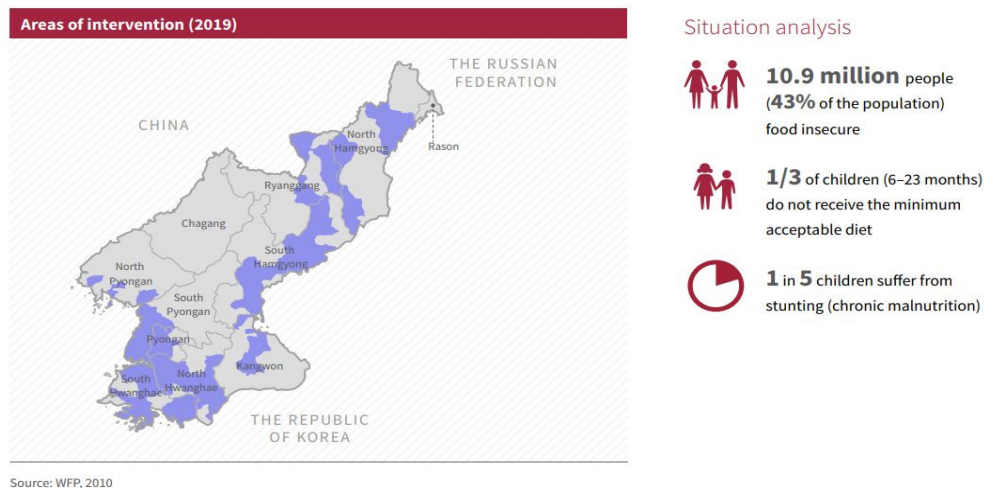 Areas of intervention (2019)
THE RUSSIAN
FEDERATION
CHINA
North
Hamgyong
Rason
Ryanggang
Chagang
South
Hamgyong
North
Pyongan
South
Pyongan
Pyongan
Kangwon
North
Hwanghae
South
Hwanghae
THE REPUBLIC
OF KOREA
Source: WFP, 2010
Situation analysis
10.9 million people
(43% of the population)
food insecure
1/3 of children (6–23 months)
do not receive the minimum
acceptable diet
1 in 5 children suffer from
stunting (chronic malnutrition)